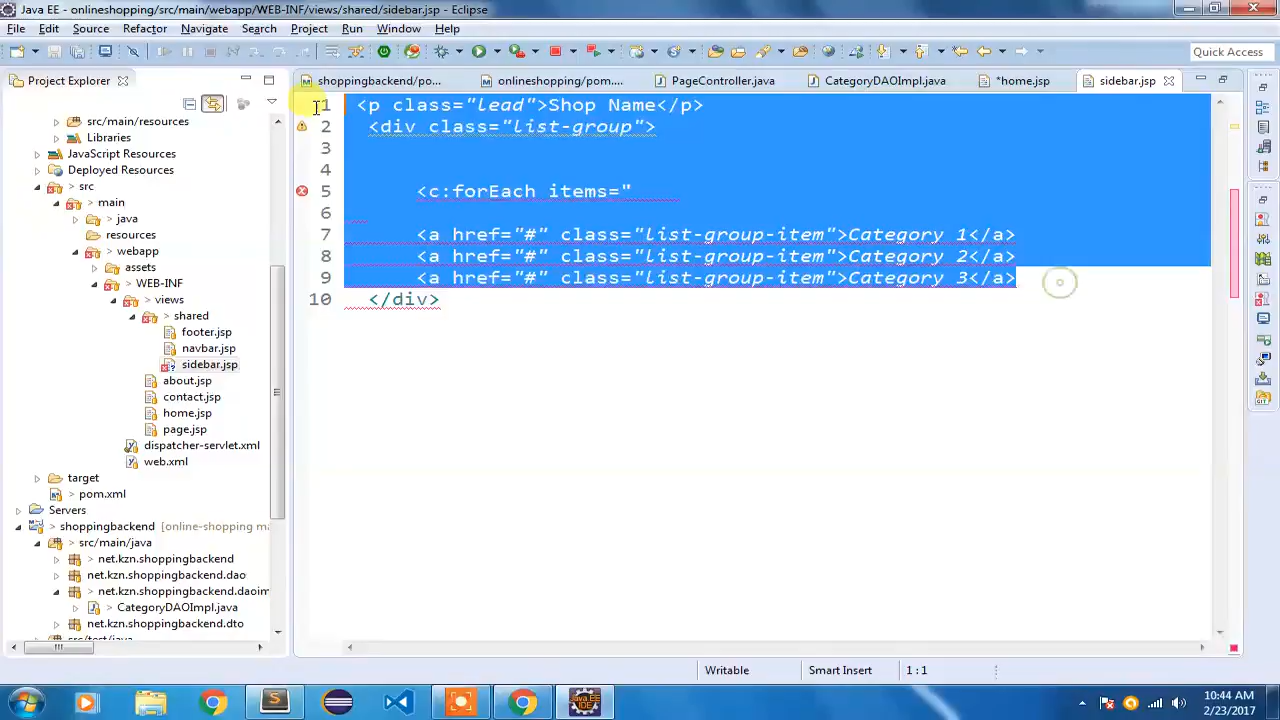 Java EE - onlineshopping/src/main/webapp/WEB-INF/views/shared/sidebar.jsp - Eclipse
File Edit Source Refactor Navigate Search Project Run Window Help
Quick Access
Project Explorer
shoppingbackend/po...
onlineshopping/pom....
PageController.java
CategoryDAOImpl.java
*home.jsp
sidebar.jsp
> src/main/resources
Libraries
JavaScript Resources
Deployed Resources
> src
> main
> java
resources
> webapp
assets
WEB-INF
> views
> shared
footer.jsp
navbar.jsp
sidebar.jsp
about.jsp
contact.jsp
home.jsp
page.jsp
dispatcher-servlet.xml
web.xml
target
> pom.xml
Servers
> shoppingbackend [online-shopping ma
> src/main/java
> net.kzn.shoppingbackend
net.kzn.shoppingbackend.dao
> net.kzn.shoppingbackend.daoim
> CategoryDAOImpl.java
net.kzn.shoppingbackend.dto
src/test/java
1 <p class="lead">Shop Name</p>
2 <div class="list-group">
3
4
5 <c:forEach items="
6
7 <a href="#" class="list-group-item">Category 1</a>
8 <a href="#" class="list-group-item">Category 2</a>
9 <a href="#" class="list-group-item">Category 3</a>
10 </div>
Writable
Smart Insert
1:1
Java EE IDE
10:44 AM
2/23/2017